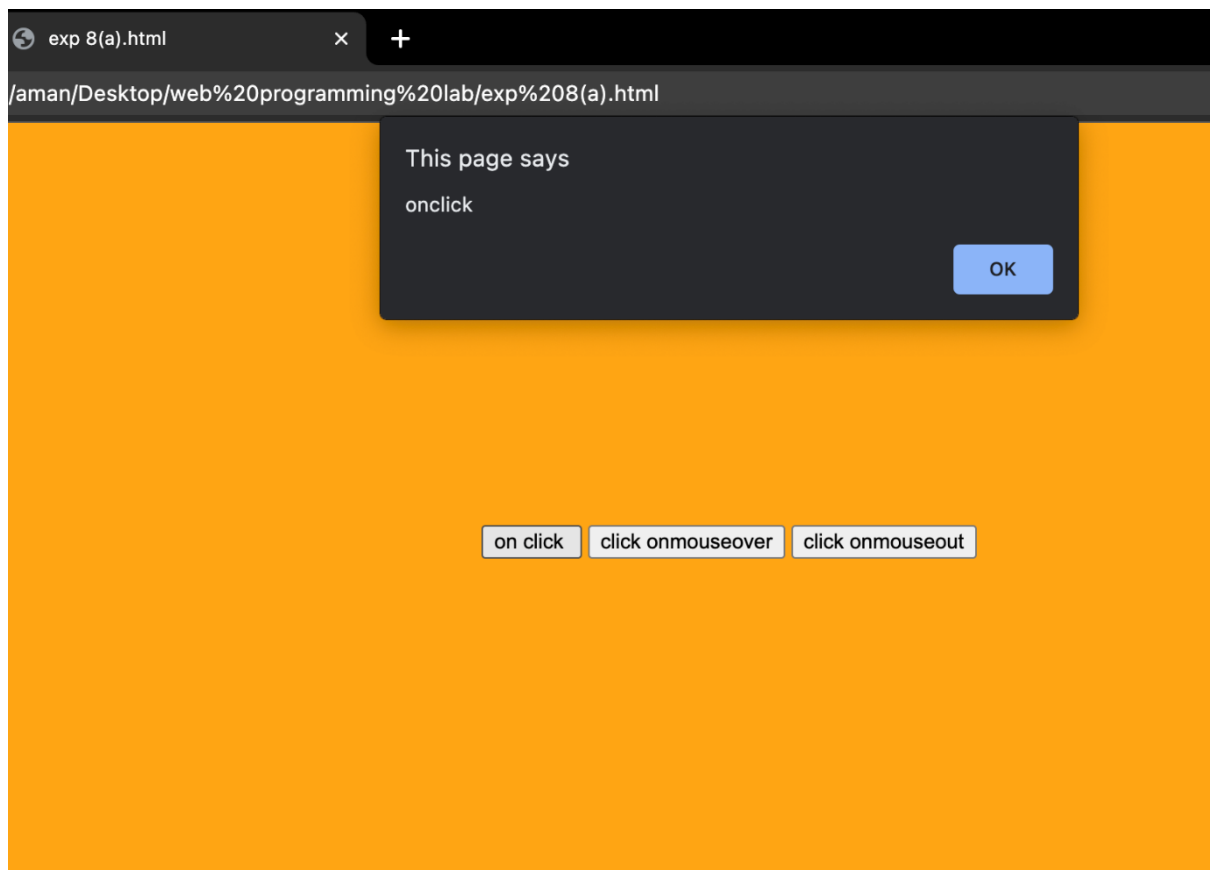 exp 8(a).html
/aman/Desktop/web%20programming%20lab/exp%208(a).html
This page says
onclick
OK
on click click onmouseover click onmouseout